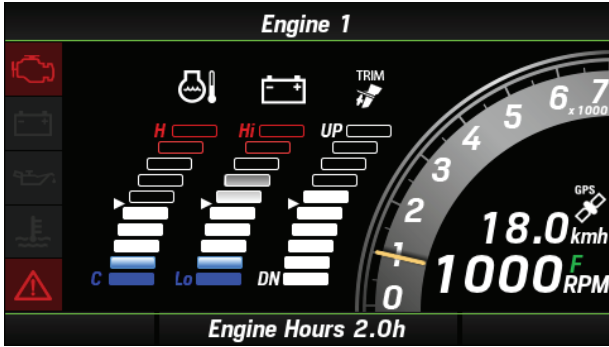 Engine 1
TRIM
H
Hi
UP
C
Lo
DN
0
1
2
3
4
5
6
7
x 1000
GPS
18.0 kmh
F
1000 RPM
Engine Hours 2.0h